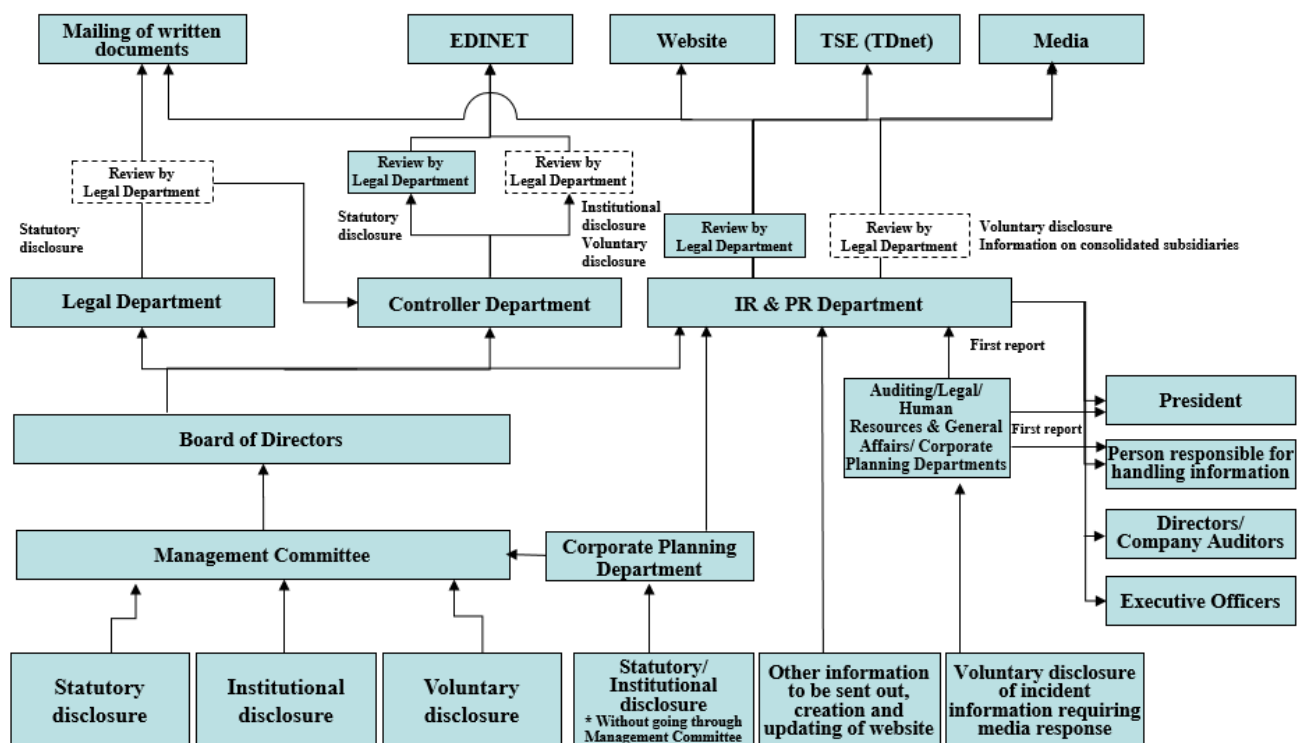 Mailing of written
documents
EDINET
Website
TSE (TDnet)
Media
Review by
Legal Department
Review by
Legal Department
Review by
Legal Department
Statutory
disclosure
Statutory
disclosure
Institutional
disclosure
Voluntary
disclosure
Review by
Legal Department
Review by
Legal Department
Voluntary disclosure
Information on consolidated subsidiaries
Legal Department
Controller Department
IR & PR Department
First report
Auditing/Legal/
Human
Resources & General
Affairs/ Corporate
Planning Departments
First report
President
Person responsible for
handling information
Board of Directors
Directors/
Company Auditors
Management Committee
Corporate Planning
Department
Executive Officers
Statutory
disclosure
Institutional
disclosure
Voluntary
disclosure
Statutory/
Institutional
disclosure
* Without going through
Management Committee
Other information
to be sent out,
creation and
updating of website
Voluntary disclosure
of incident
information requiring
media response